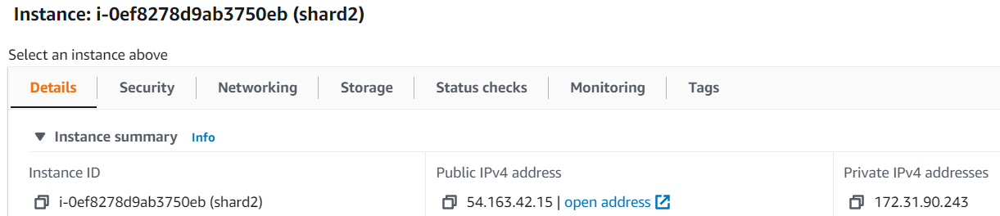 Instance: i-0ef8278d9ab3750eb (shard2)
Select an instance above
Details Security Networking Storage Status checks Monitoring Tags
Instance summary Info
Instance ID Public IPv4 address Private IPv4 addresses
i-0ef8278d9ab3750eb (shard2) 54.163.42.15 | open address 172.31.90.243